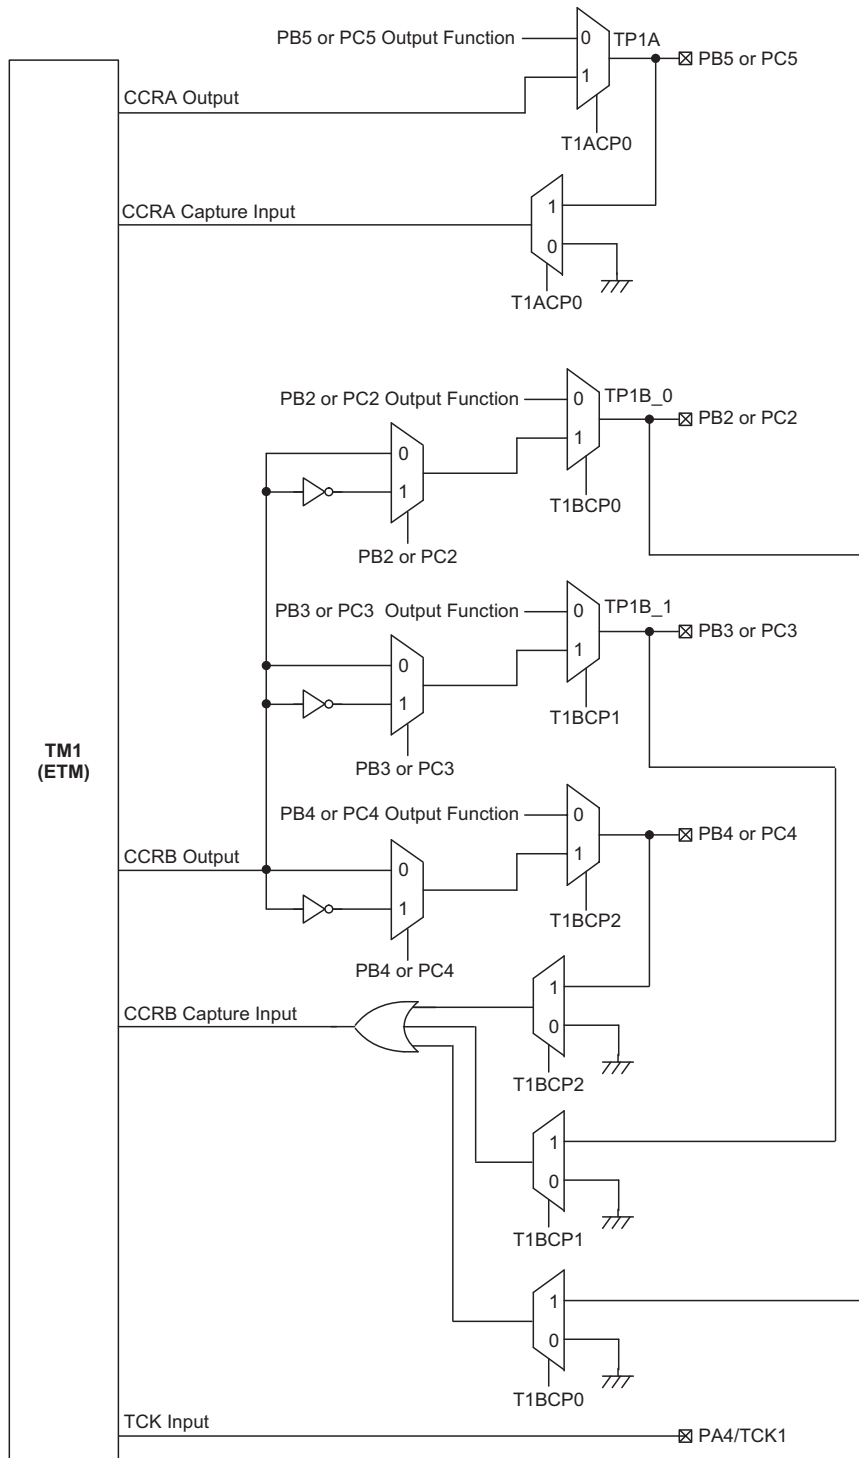 PB5 or PC5 Output Function
0
TP1A
PB5 or PC5
1
CCRA Output
T1ACP0
CCRA Capture Input
1
0
T1ACP0
PB2 or PC2 Output Function
0
TP1B_0
PB2 or PC2
1
0
1
T1BCP0
PB2 or PC2
PB3 or PC3 Output Function
0
TP1B_1
PB3 or PC3
1
0
1
T1BCP1
PB3 or PC3
TM1
(ETM)
PB4 or PC4 Output Function
0
PB4 or PC4
1
CCRB Output
0
1
T1BCP2
PB4 or PC4
1
CCRB Capture Input
0
T1BCP2
1
0
T1BCP1
1
0
T1BCP0
TCK Input
PA4/TCK1